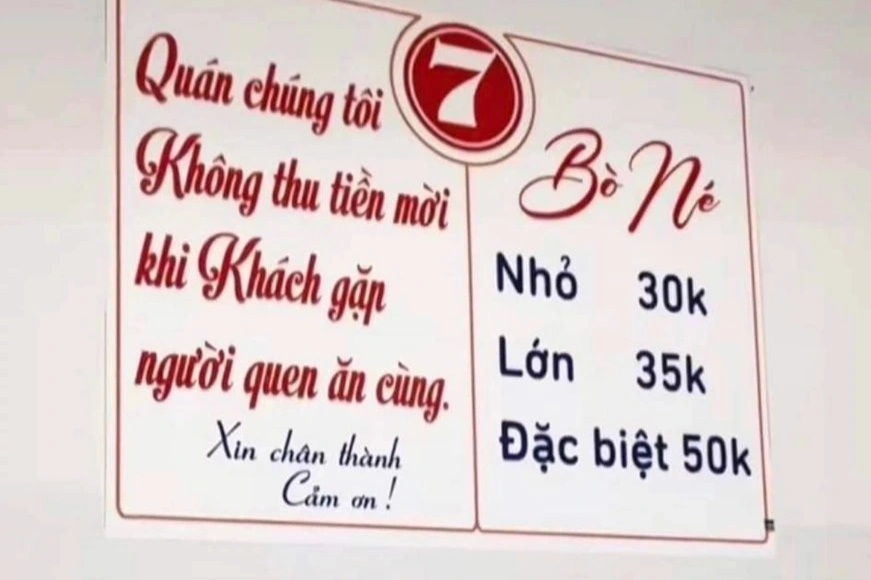 7
Quán chúng tôi
Không thu tiền mời
khi Khách gặp
người quen ăn cùng.
Xin chân thành
Cảm ơn!
Bò Né
Nhỏ 30k
Lớn 35k
Đặc biệt 50k